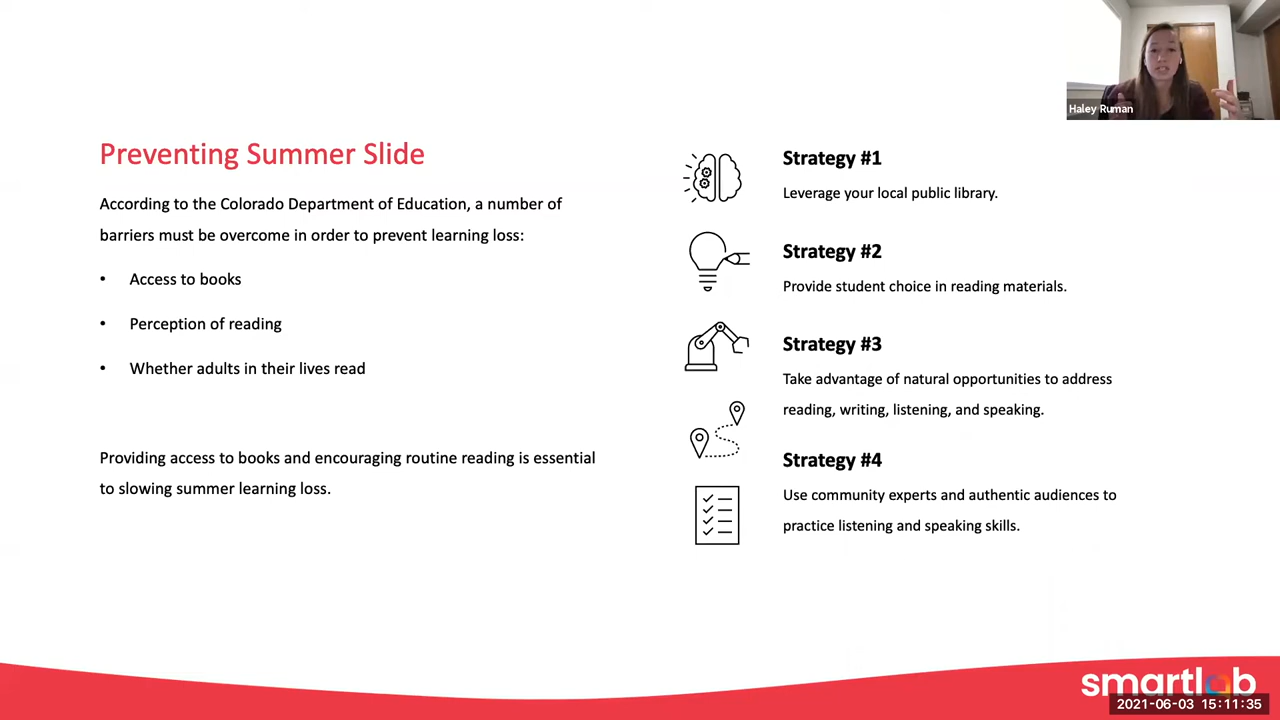 Haley Ruman
Preventing Summer Slide
According to the Colorado Department of Education, a number of
barriers must be overcome in order to prevent learning loss:
• Access to books
• Perception of reading
• Whether adults in their lives read
Providing access to books and encouraging routine reading is essential
to slowing summer learning loss.
Strategy #1
Leverage your local public library.
Strategy #2
Provide student choice in reading materials.
Strategy #3
Take advantage of natural opportunities to address
reading, writing, listening, and speaking.
Strategy #4
Use community experts and authentic audiences to
practice listening and speaking skills.
smartlab
2021-06-03 15:11:35